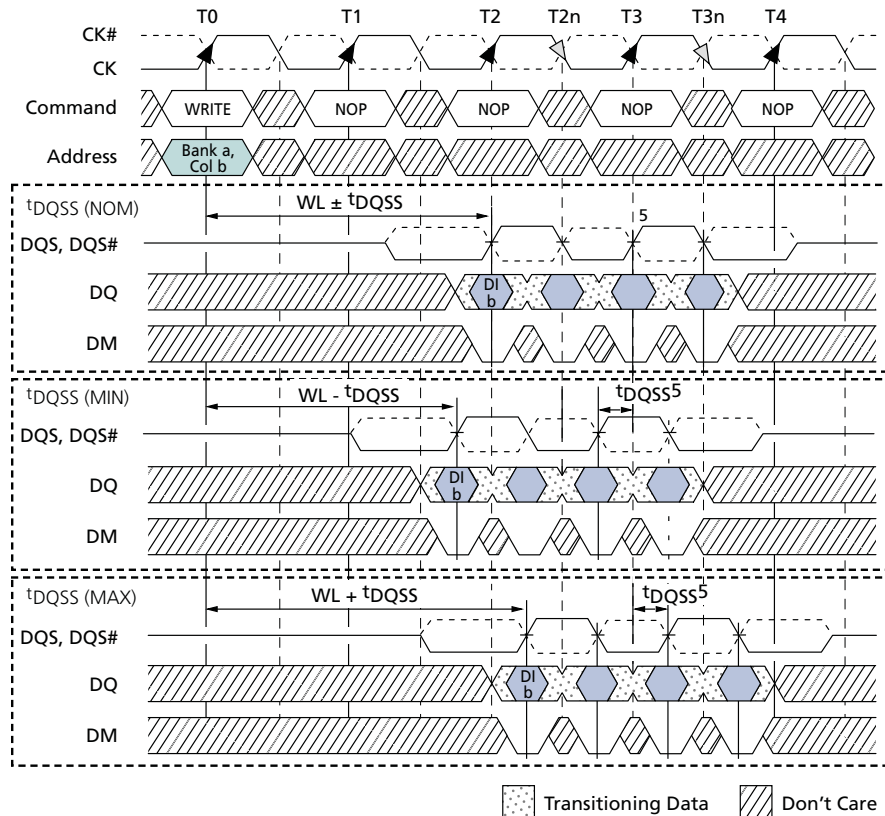 T0 T1 T2 T2n T3 T3n T4
CK#
CK
Command WRITE NOP NOP NOP NOP
Address Bank a,
Col b
tDQSS (NOM) WL ± tDQSS
DQS, DQS# 5
DQ DI
b
DM
tDQSS (MIN) WL - tDQSS tDQSS5
DQS, DQS#
DQ DI
b
DM
tDQSS (MAX) WL + tDQSS tDQSS5
DQS, DQS#
DQ DI
b
DM
Transitioning Data Don't Care